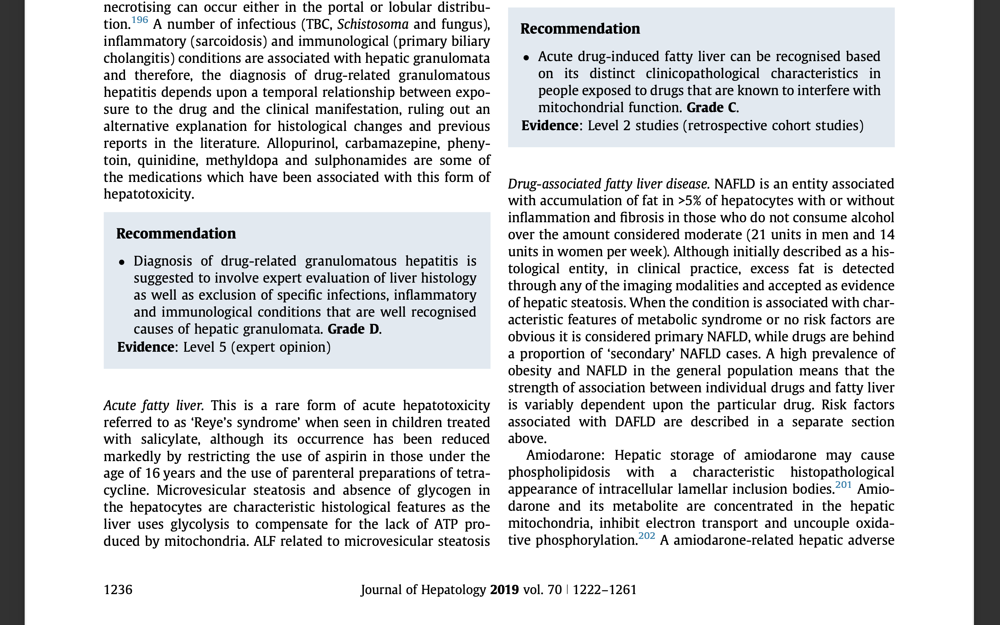 necrotising can occur either in the portal or lobular distribu-
tion.196 A number of infectious (TBC, Schistosoma and fungus),
inflammatory (sarcoidosis) and immunological (primary biliary
cholangitis) conditions are associated with hepatic granulomata
and therefore, the diagnosis of drug-related granulomatous
hepatitis depends upon a temporal relationship between expo-
sure to the drug and the clinical manifestation, ruling out an
alternative explanation for histological changes and previous
reports in the literature. Allopurinol, carbamazepine, pheny-
toin, quinidine, methyldopa and sulphonamides are some of
the medications which have been associated with this form of
hepatotoxicity.
Recommendation
• Diagnosis of drug-related granulomatous hepatitis is
suggested to involve expert evaluation of liver histology
as well as exclusion of specific infections, inflammatory
and immunological conditions that are well recognised
causes of hepatic granulomata. Grade D.
Evidence: Level 5 (expert opinion)
Acute fatty liver. This is a rare form of acute hepatotoxicity
referred to as ‘Reye’s syndrome’ when seen in children treated
with salicylate, although its occurrence has been reduced
markedly by restricting the use of aspirin in those under the
age of 16 years and the use of parenteral preparations of tetra-
cycline. Microvesicular steatosis and absence of glycogen in
the hepatocytes are characteristic histological features as the
liver uses glycolysis to compensate for the lack of ATP pro-
duced by mitochondria. ALF related to microvesicular steatosis
Recommendation
• Acute drug-induced fatty liver can be recognised based
on its distinct clinicopathological characteristics in
people exposed to drugs that are known to interfere with
mitochondrial function. Grade C.
Evidence: Level 2 studies (retrospective cohort studies)
Drug-associated fatty liver disease. NAFLD is an entity associated
with accumulation of fat in >5% of hepatocytes with or without
inflammation and fibrosis in those who do not consume alcohol
over the amount considered moderate (21 units in men and 14
units in women per week). Although initially described as a his-
tological entity, in clinical practice, excess fat is detected
through any of the imaging modalities and accepted as evidence
of hepatic steatosis. When the condition is associated with char-
acteristic features of metabolic syndrome or no risk factors are
obvious it is considered primary NAFLD, while drugs are behind
a proportion of ‘secondary’ NAFLD cases. A high prevalence of
obesity and NAFLD in the general population means that the
strength of association between individual drugs and fatty liver
is variably dependent upon the particular drug. Risk factors
associated with DAFLD are described in a separate section
above.
Amiodarone: Hepatic storage of amiodarone may cause
phospholipidosis with a characteristic histopathological
appearance of intracellular lamellar inclusion bodies.201 Amio-
darone and its metabolite are concentrated in the hepatic
mitochondria, inhibit electron transport and uncouple oxida-
tive phosphorylation.202 A amiodarone-related hepatic adverse
1236
Journal of Hepatology 2019 vol. 70 | 1222–1261